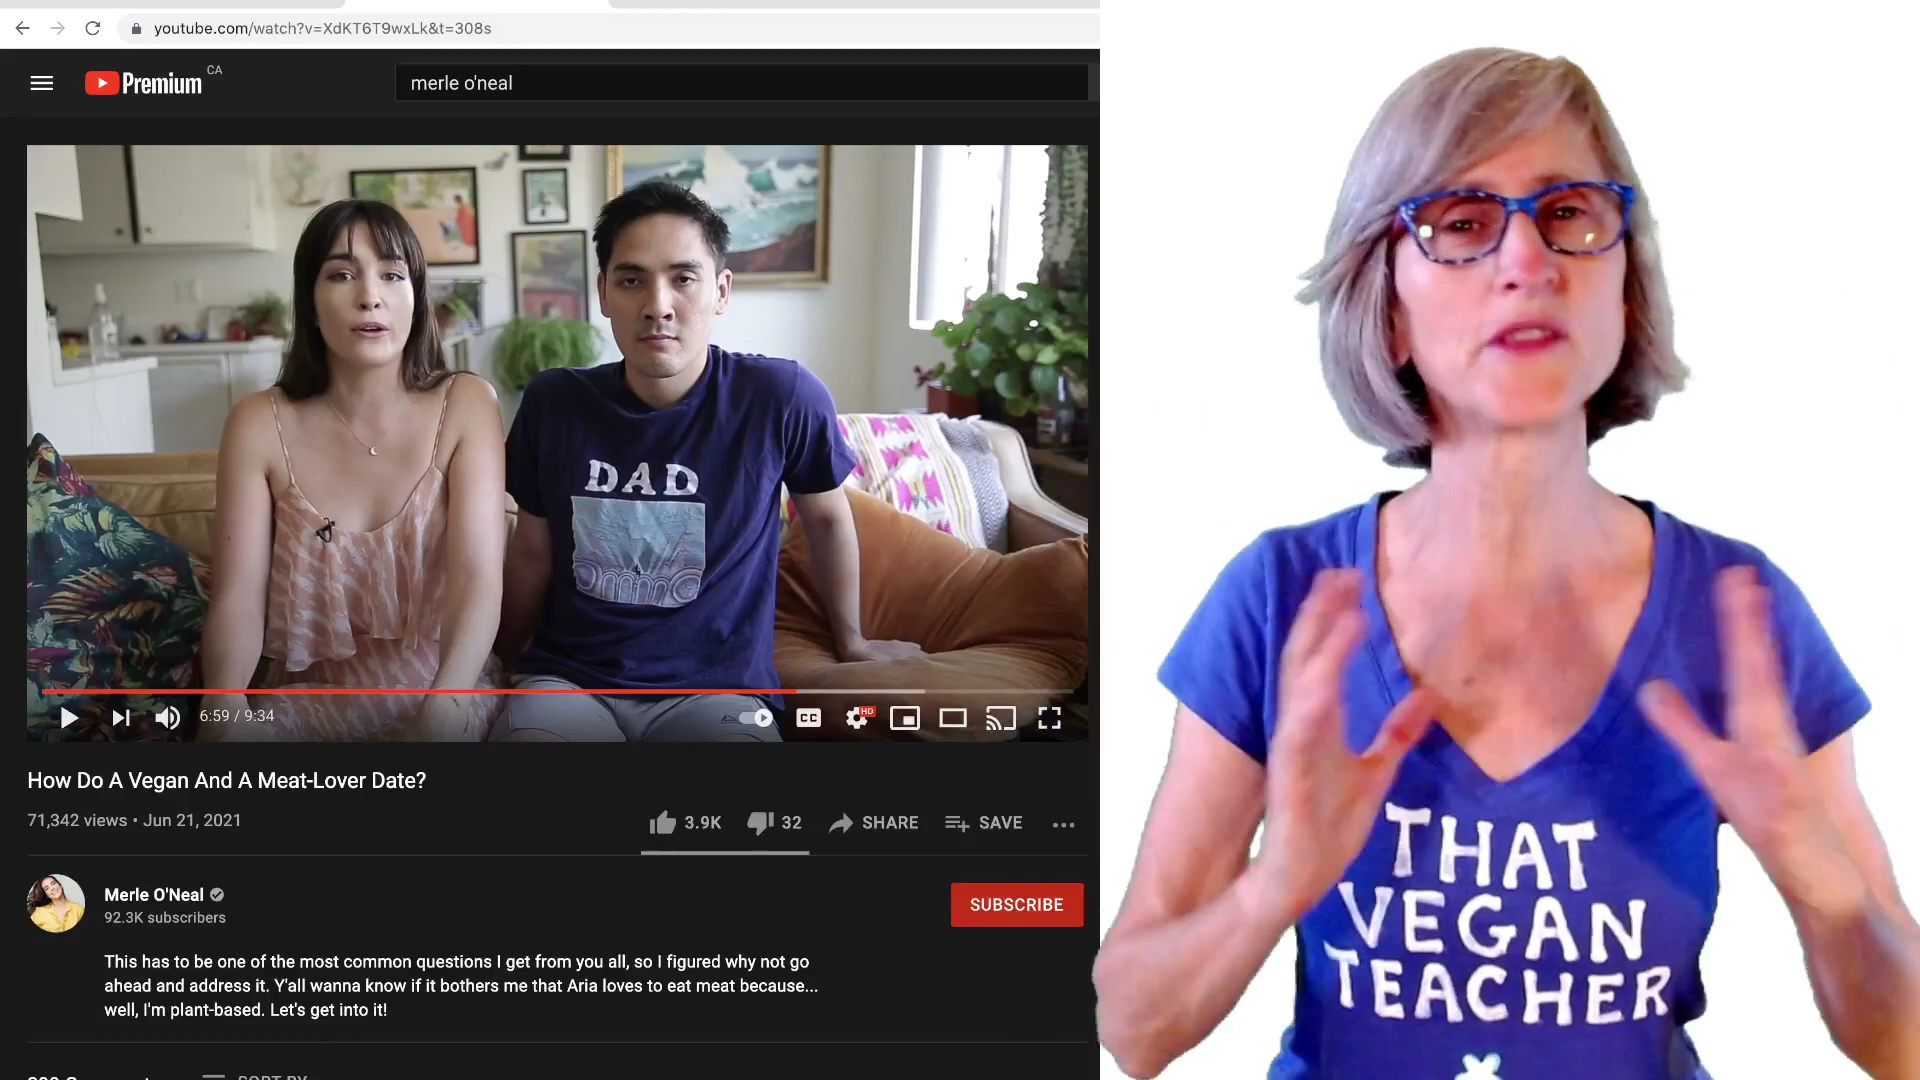 youtube.com/watch?v=XdKT6T9wxLk&t=308s
Premium CA
merle o'neal
DAD
6:59 / 9:34
CC
HD
How Do A Vegan And A Meat-Lover Date?
71,342 views • Jun 21, 2021
3.9K
32
SHARE
SAVE
Merle O'Neal
92.3K subscribers
SUBSCRIBE
This has to be one of the most common questions I get from you all, so I figured why not go
ahead and address it. Y'all wanna know if it bothers me that Aria loves to eat meat because...
well, I'm plant-based. Let's get into it!
SORT BY
THAT
VEGAN
TEACHER